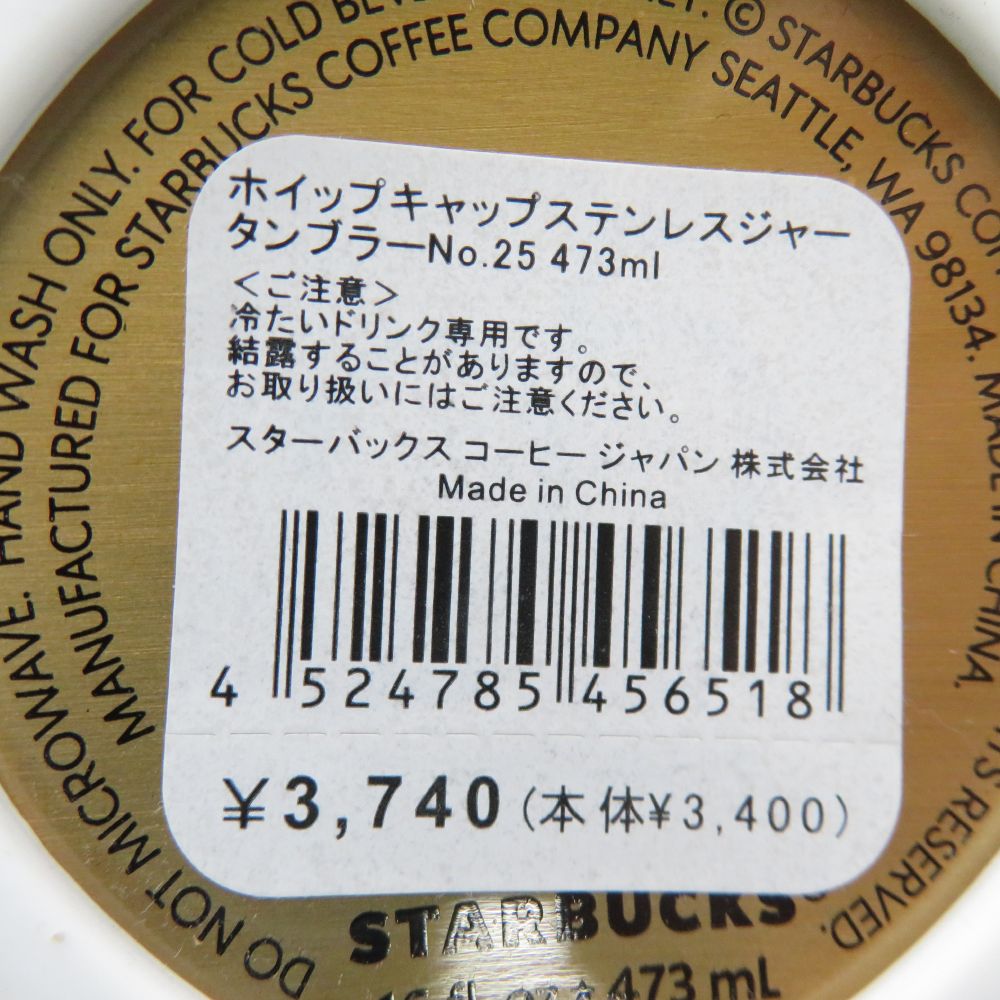 ホイップキャップステンレスジャー
タンブラーNo.25 473ml
＜ご注意＞
冷たいドリンク専用です。
結露することがありますので、
お取り扱いにはご注意ください。
スターバックス コーヒー ジャパン 株式会社
Made in China
4 524785 456518
¥3,740(本体¥3,400)
DO NOT MICROWAVE. HAND WASH ONLY. FOR COLD © STARBUCKS 
MADE IN CHINA. RESERVED.
MANUFACTURED FOR STARBUCKS COFFEE COMPANY SEATTLE, WA 98134.
STARBUCKS
473 mL